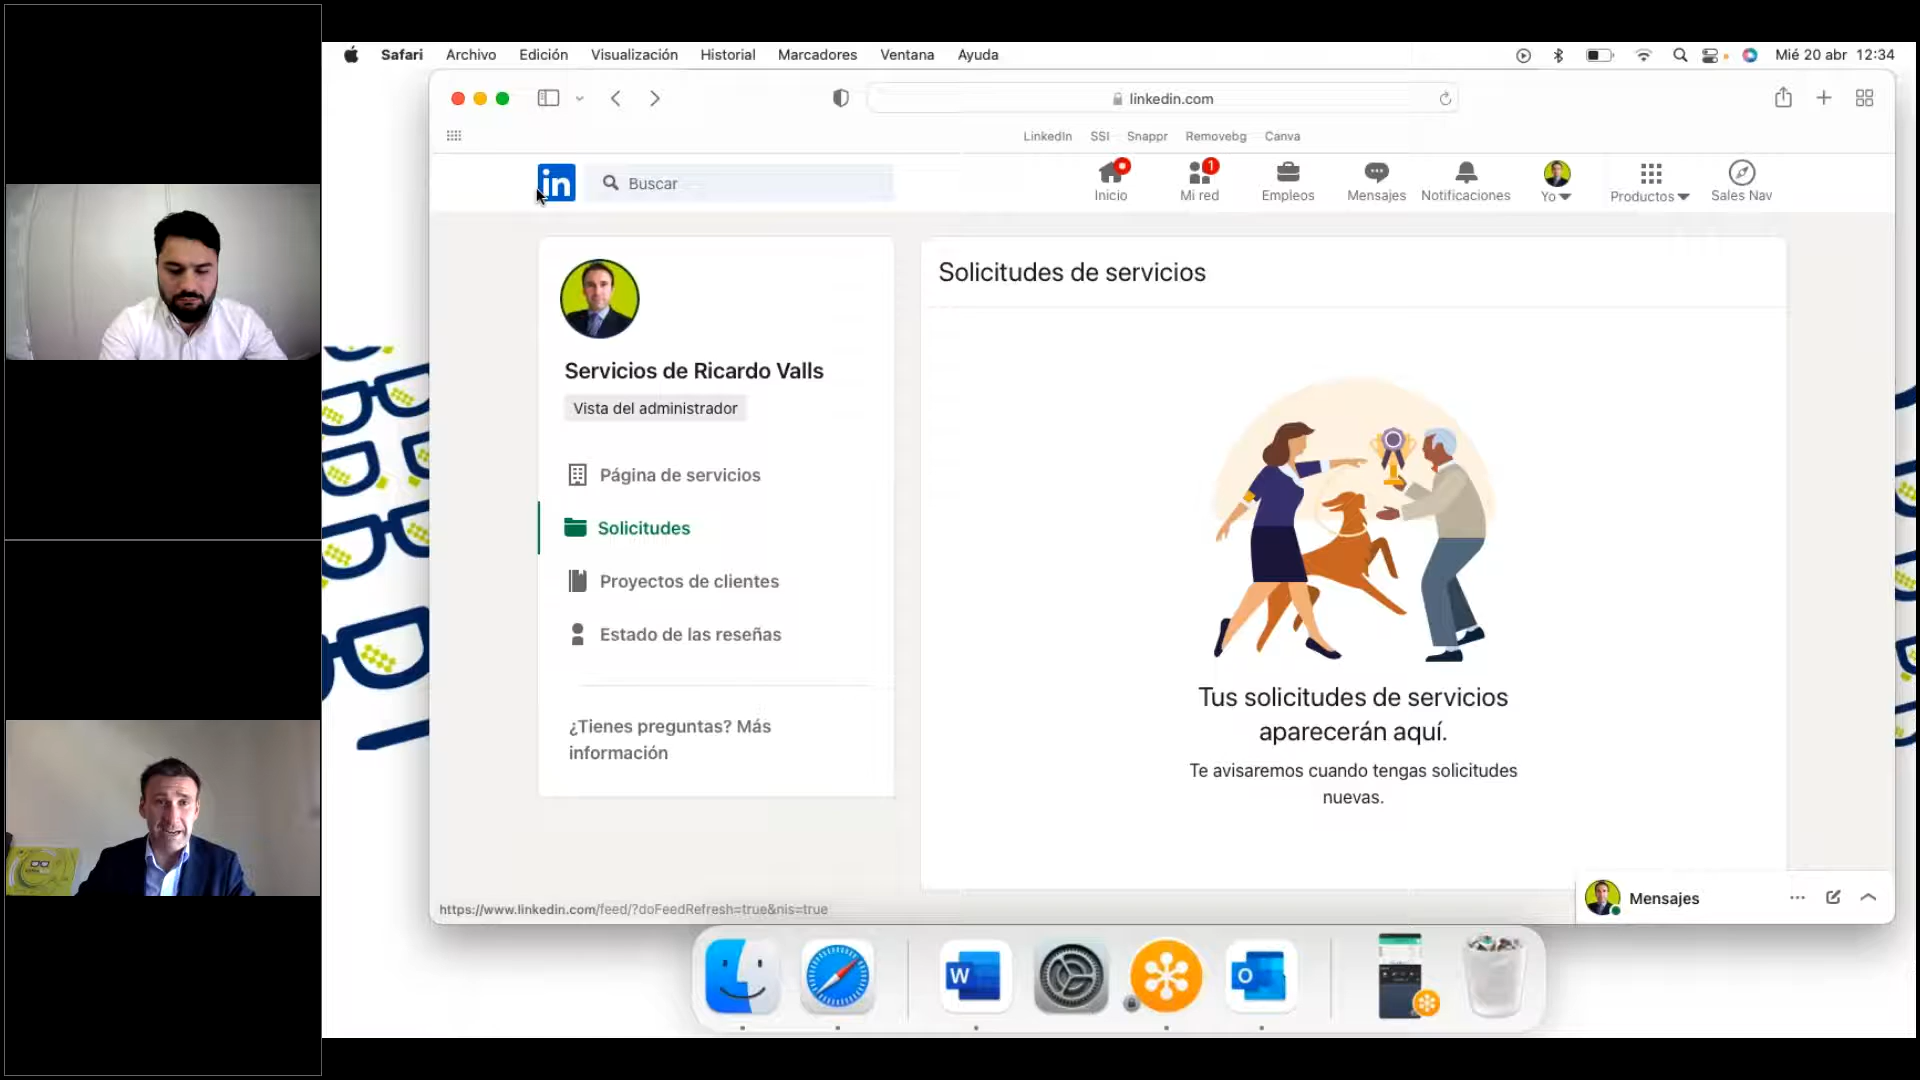 Safari Archivo Edición Visualización Historial Marcadores Ventana Ayuda
Mié 20 abr 12:34
linkedin.com
LinkedIn SSI Snappr Removebg Canva
in
Buscar
Inicio
1
Mi red
Empleos
Mensajes
Notificaciones
Yo
Productos
Sales Nav
Servicios de Ricardo Valls
Vista del administrador
Página de servicios
Solicitudes
Proyectos de clientes
Estado de las reseñas
¿Tienes preguntas? Más
información
Solicitudes de servicios
Tus solicitudes de servicios
aparecerán aquí.
Te avisaremos cuando tengas solicitudes
nuevas.
Mensajes
https://www.linkedin.com/feed/?doFeedRefresh=true&nis=true
W
O